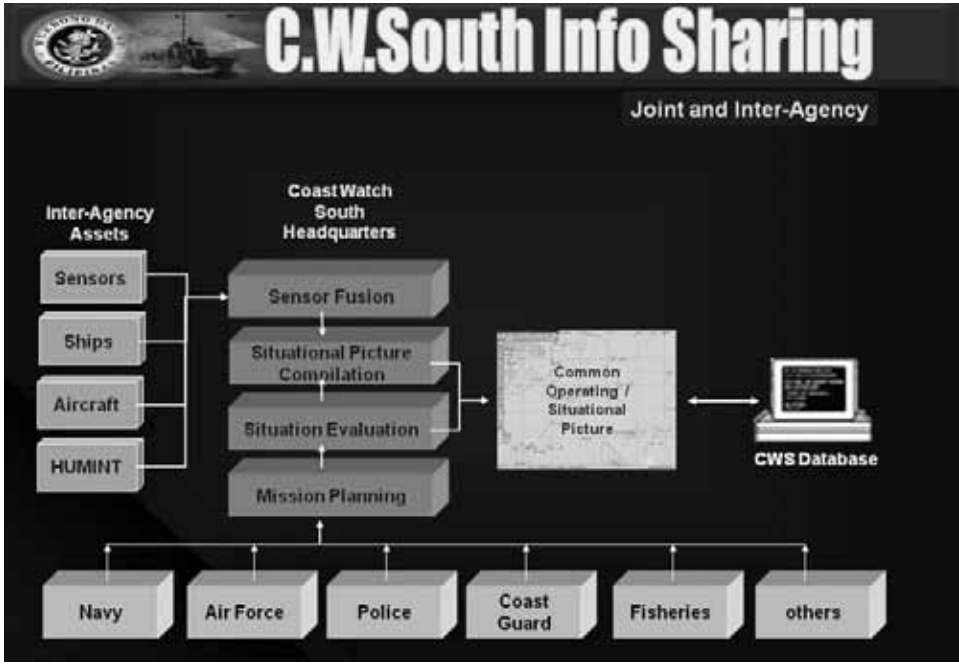 C.W.South Info Sharing
Joint and Inter-Agency
Inter-Agency
Assets
Sensors
Ships
Aircraft
HUMINT
Coast Watch
South
Headquarters
Sensor Fusion
Situational Picture
Compilation
Situation Evaluation
Mission Planning
Common
Operating /
Situational
Picture
CWS Database
Navy
Air Force
Police
Coast
Guard
Fisheries
others